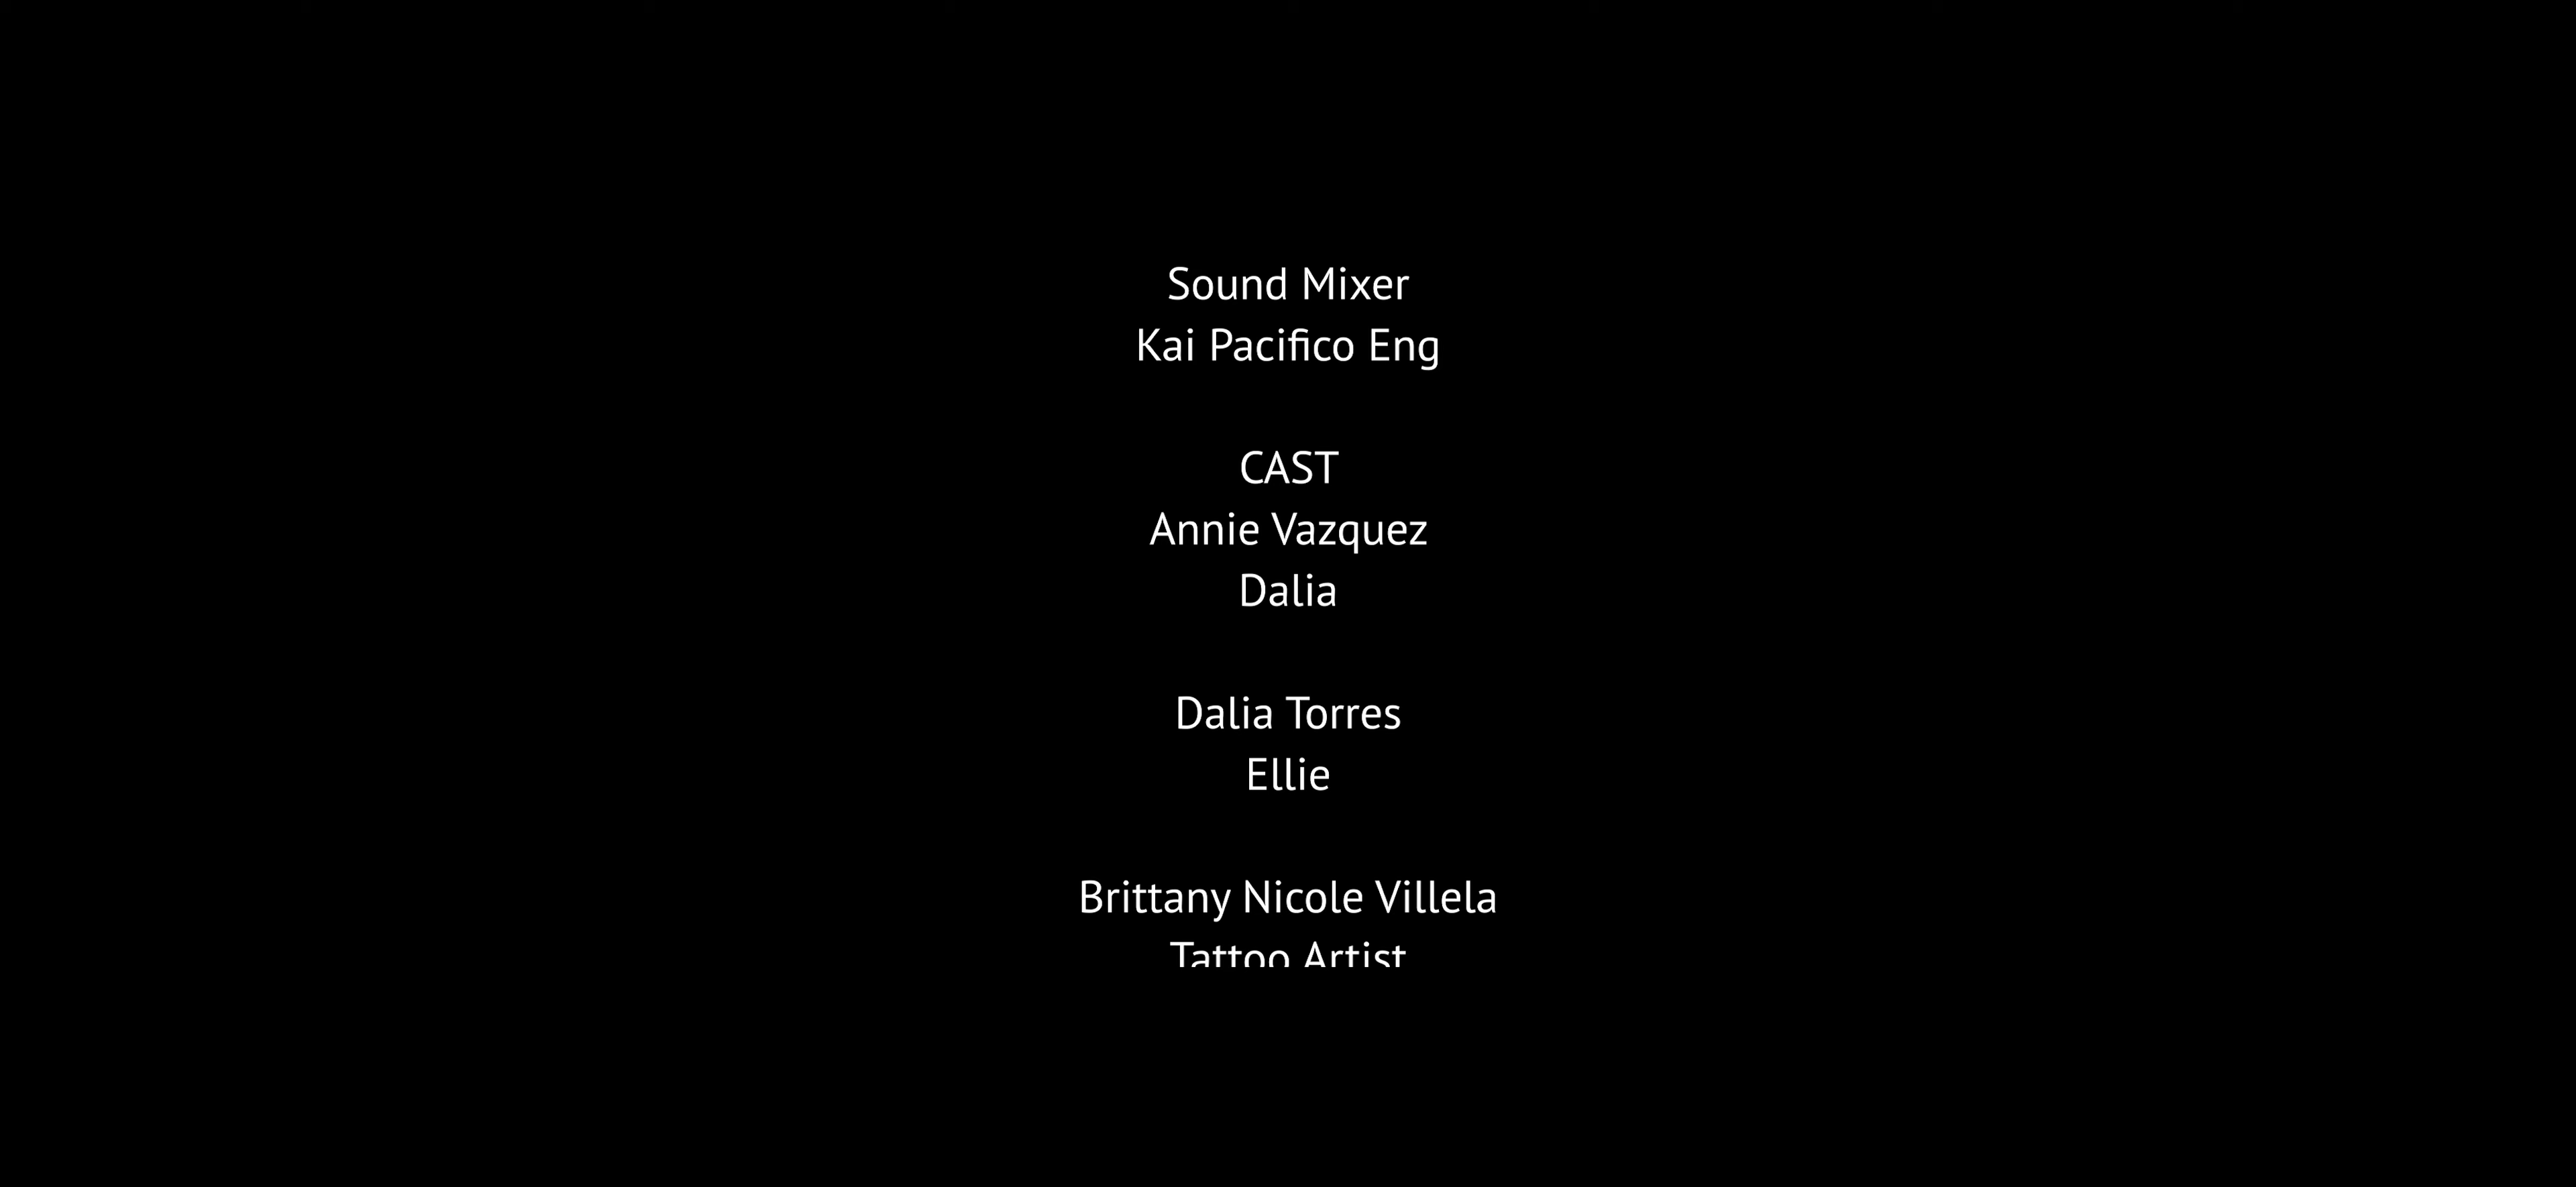 Sound Mixer
Kai Pacifico Eng
CAST
Annie Vazquez
Dalia
Dalia Torres
Ellie
Brittany Nicole Villela
Tattoo Artist